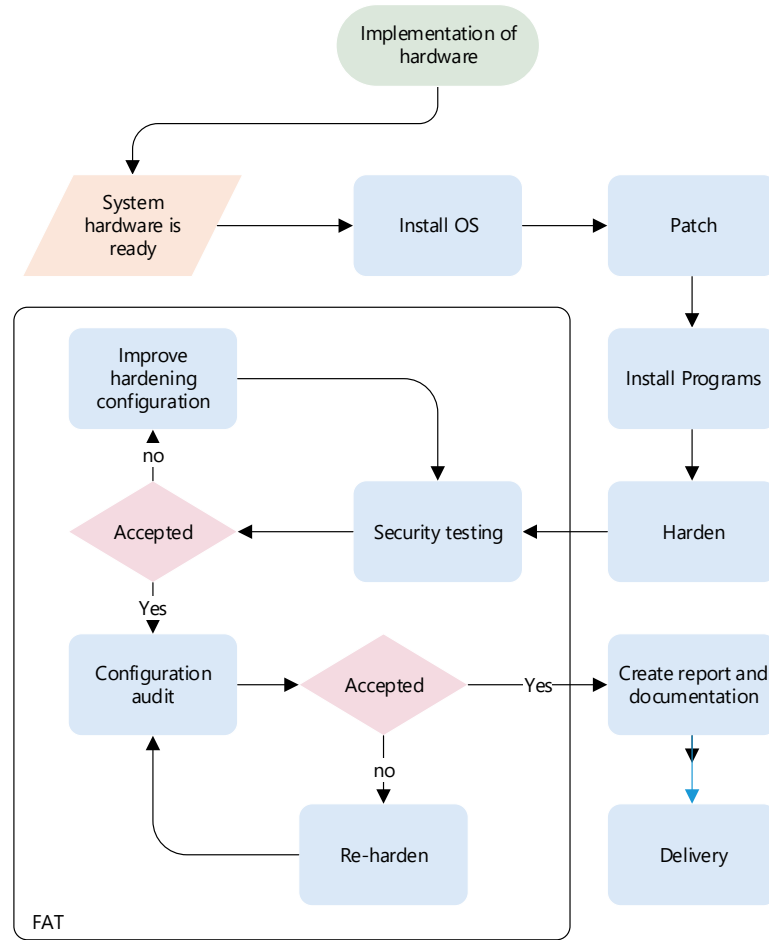 Implementation of
hardware
System
hardware is
ready
Install OS
Patch
Improve
hardening
configuration
Install Programs
no
Accepted
Security testing
Harden
Yes
Configuration
audit
Accepted
Yes
Create report and
documentation
no
Re-harden
Delivery
FAT